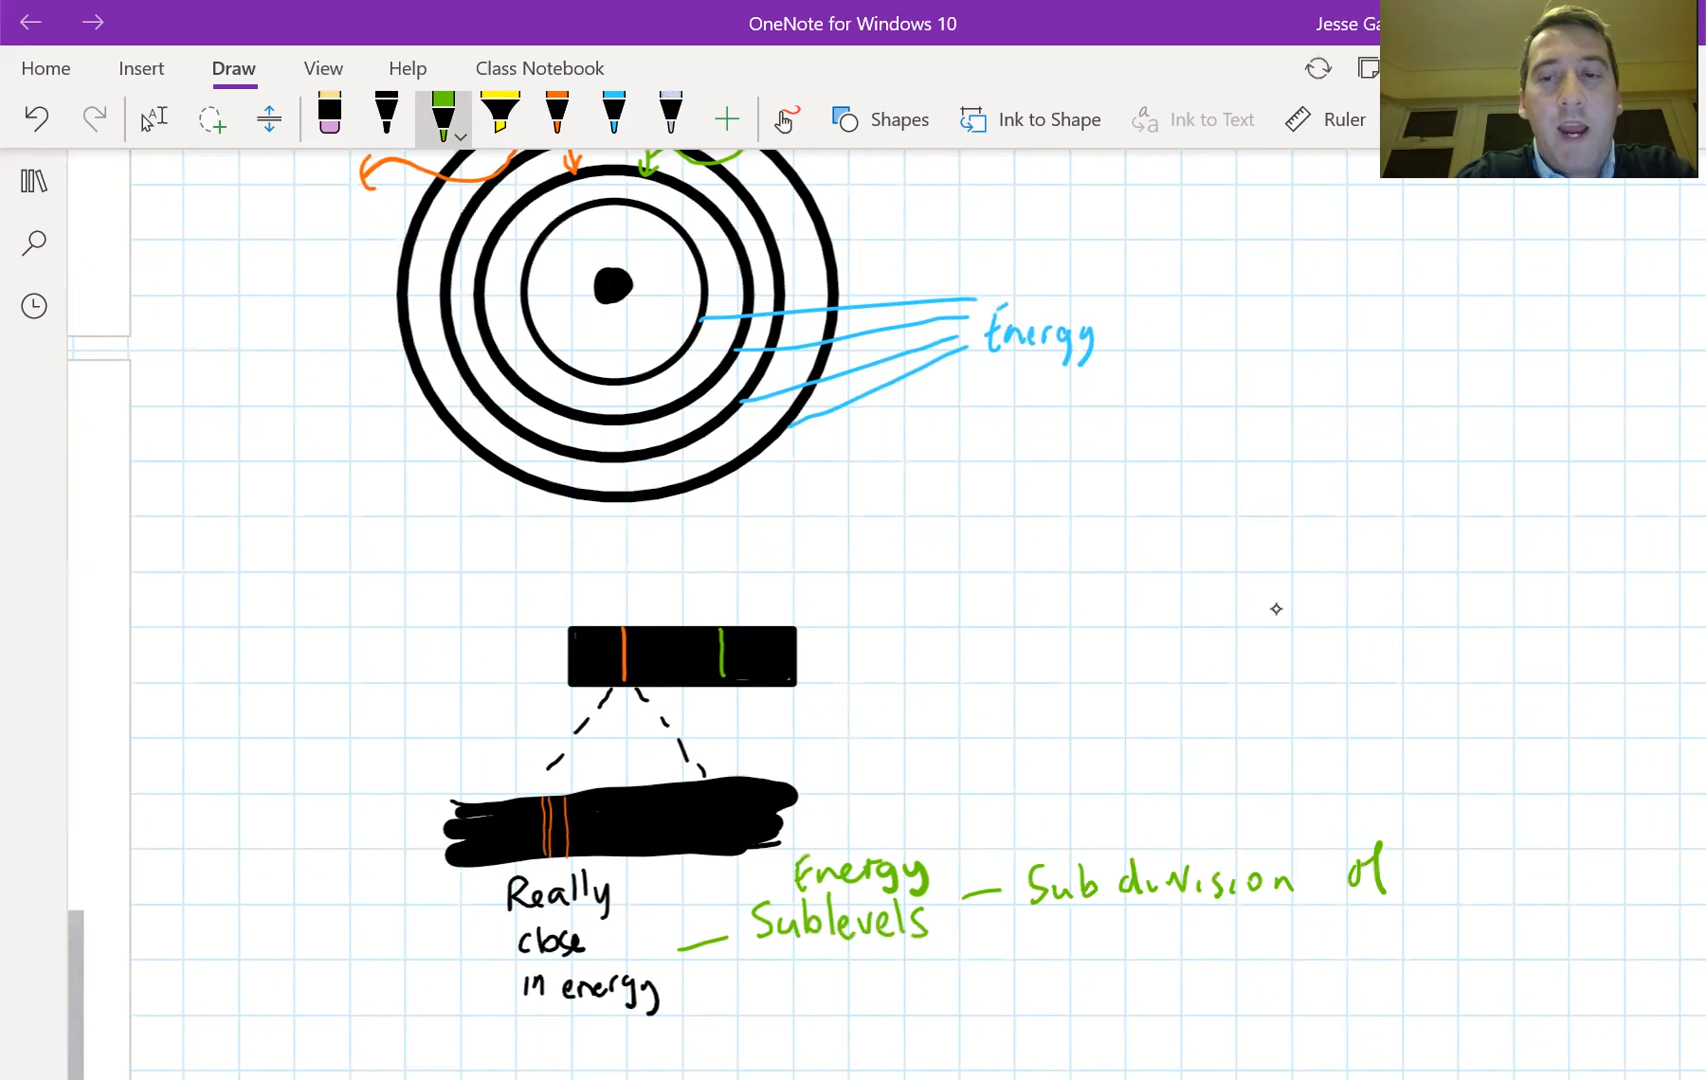 OneNote for Windows 10
Jesse Ga
Home Insert Draw View Help Class Notebook
Shapes Ink to Shape Ink to Text Ruler
Energy
Really
close
in energy
Energy
Sublevels
Subdivision of